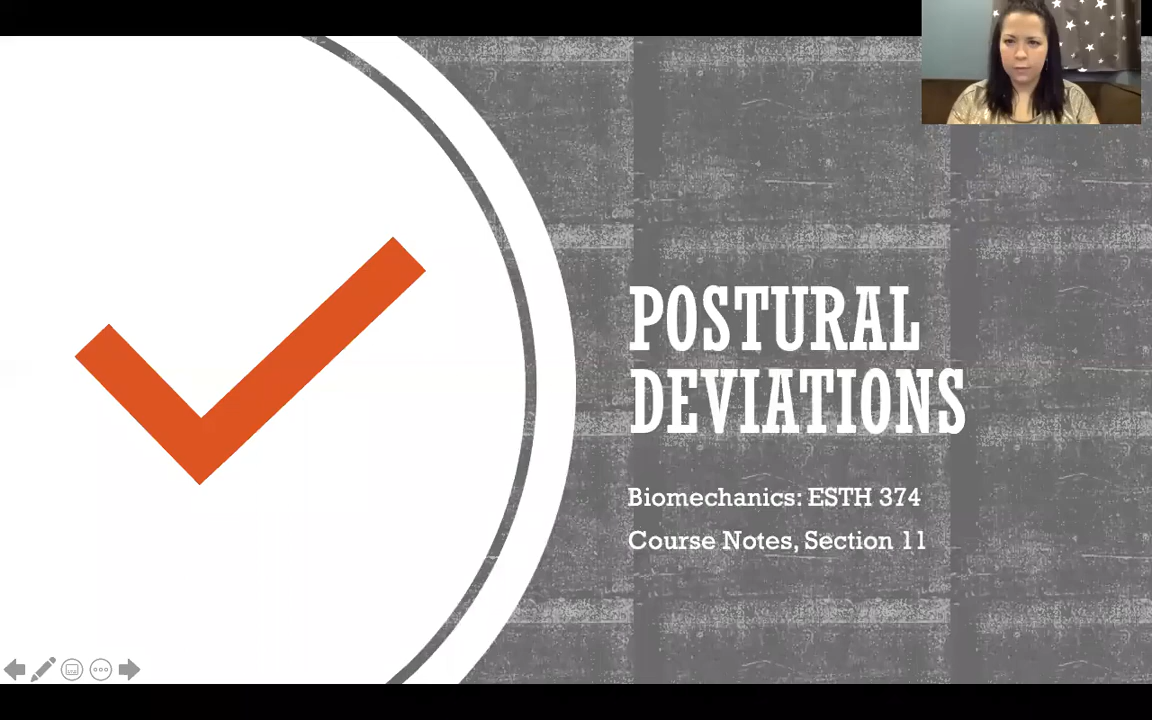 POSTURAL
DEVIATIONS
Biomechanics: ESTH 374
Course Notes, Section 11